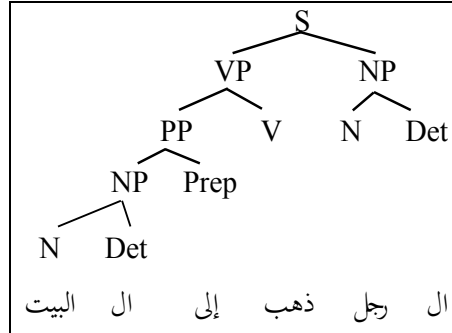 S
VP NP
PP V N Det
NP Prep
N Det
ال رجل ذهب إلى ال البيت